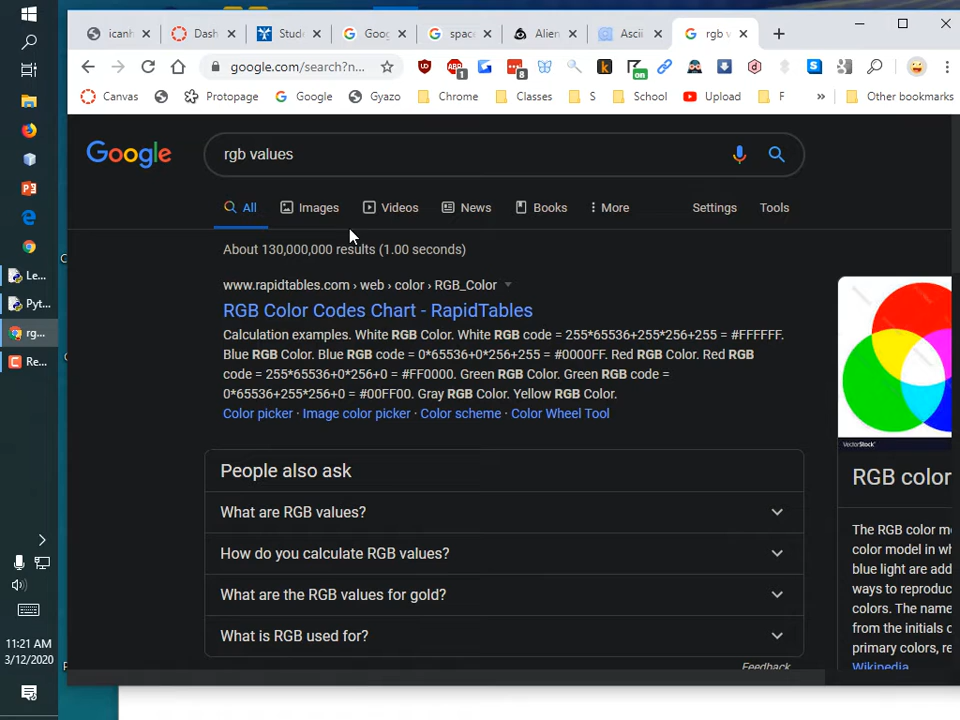 icanh
Dash
Stude
Goog
space
Alien
Ascii
rgb v
google.com/search?n...
1
8
on
Canvas
Protopage
Google
Gyazo
Chrome
Classes
S
School
Upload
F
»
Other bookmarks
Google
rgb values
All
Images
Videos
News
Books
More
Settings
Tools
About 130,000,000 results (1.00 seconds)
www.rapidtables.com › web › color › RGB_Color
RGB Color Codes Chart - RapidTables
Calculation examples. White RGB Color. White RGB code = 255*65536+255*256+255 = #FFFFFF.
Blue RGB Color. Blue RGB code = 0*65536+0*256+255 = #0000FF. Red RGB Color. Red RGB
code = 255*65536+0*256+0 = #FF0000. Green RGB Color. Green RGB code =
0*65536+255*256+0 = #00FF00. Gray RGB Color. Yellow RGB Color.
Color picker · Image color picker · Color scheme · Color Wheel Tool
People also ask
What are RGB values?
How do you calculate RGB values?
What are the RGB values for gold?
What is RGB used for?
Feedback
VectorStock
RGB color
The RGB color m
color model in wh
blue light are add
ways to reproduc
colors. The name
from the initials o
primary colors, re
Wikipedia
Le...
Pyt...
rg...
Re...
11:21 AM
3/12/2020